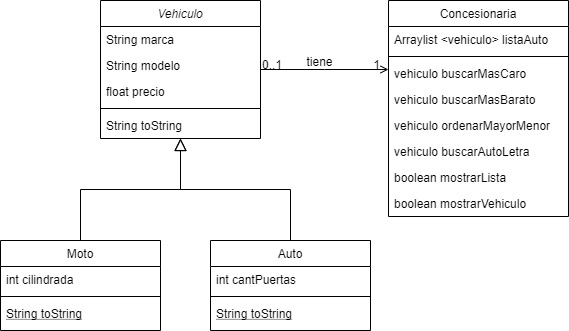 Vehiculo
String marca
String modelo
float precio
String toString
0..1
tiene
1
Concesionaria
Arraylist <vehiculo> listaAuto
vehiculo buscarMasCaro
vehiculo buscarMasBarato
vehiculo ordenarMayorMenor
vehiculo buscarAutoLetra
boolean mostrarLista
boolean mostrarVehiculo
Moto
int cilindrada
String toString
Auto
int cantPuertas
String toString